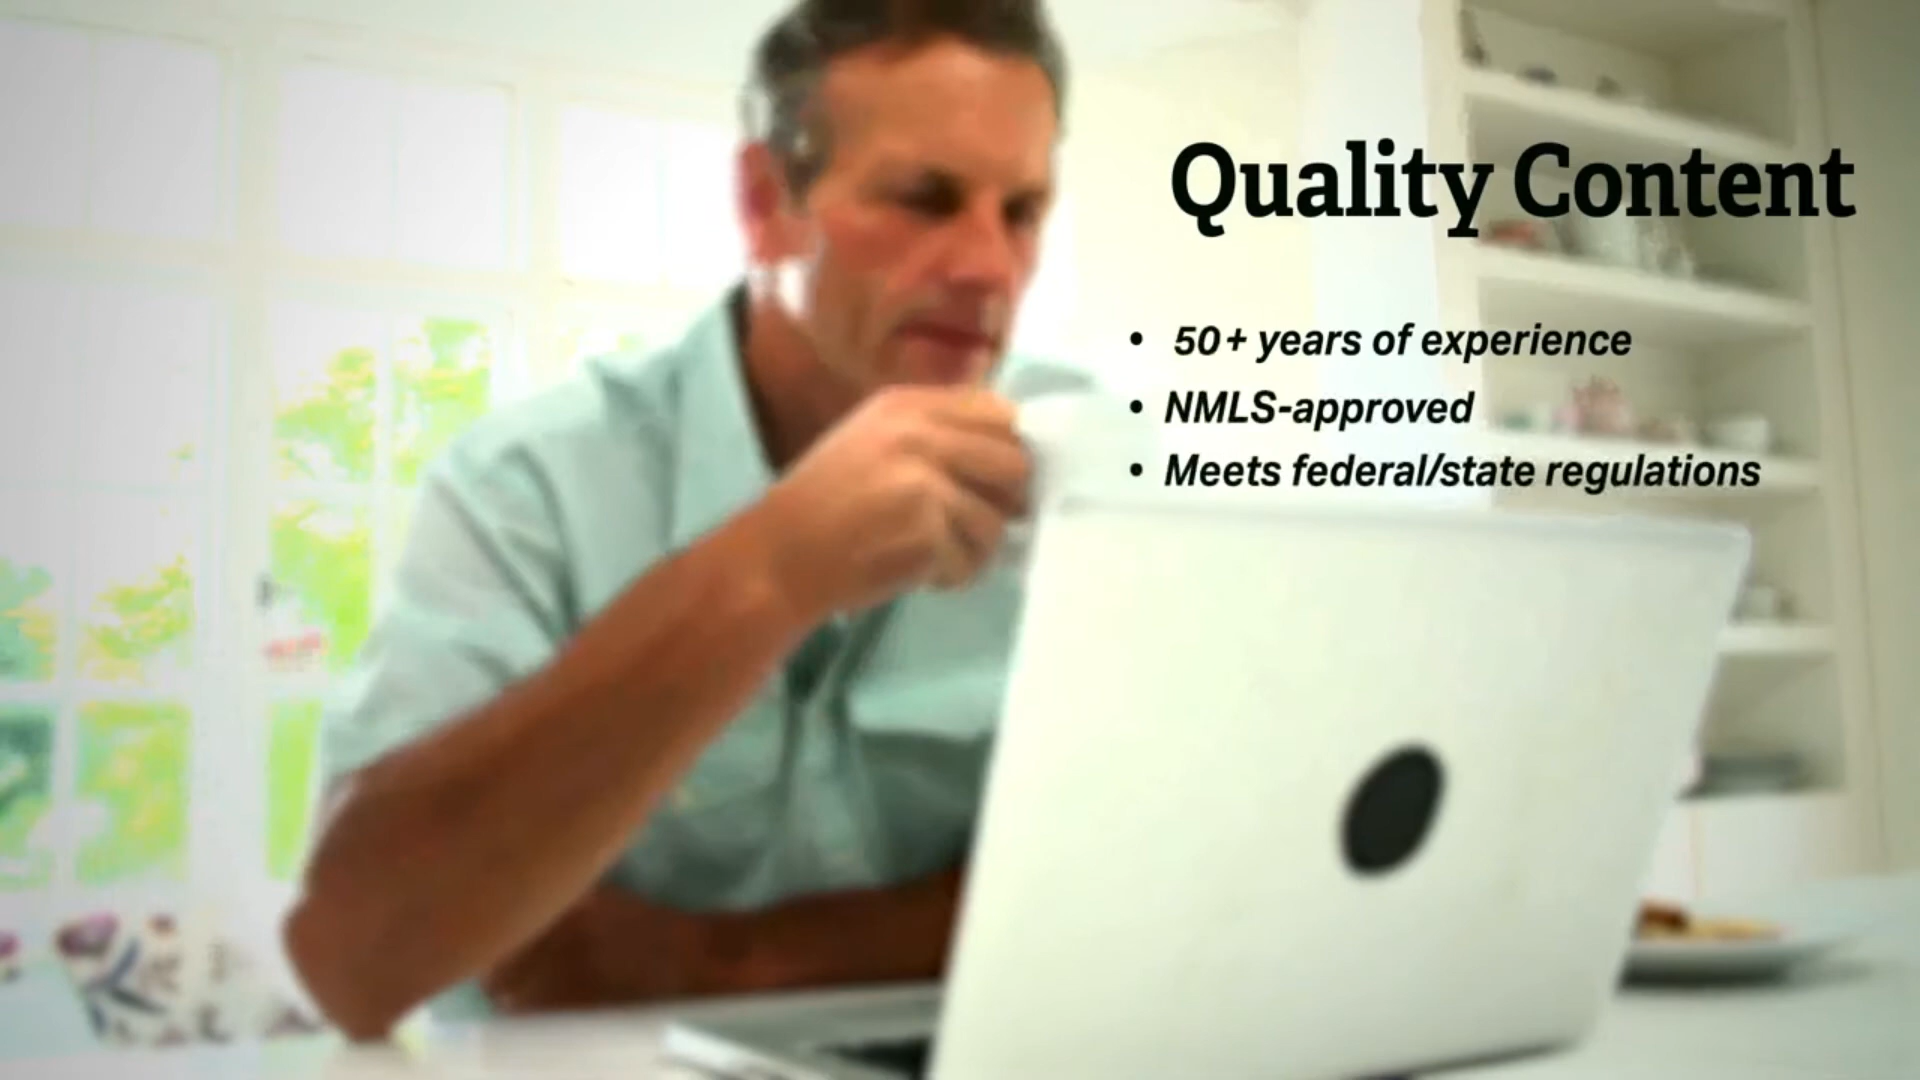 Quality Content
• 50+ years of experience
• NMLS-approved
• Meets federal/state regulations